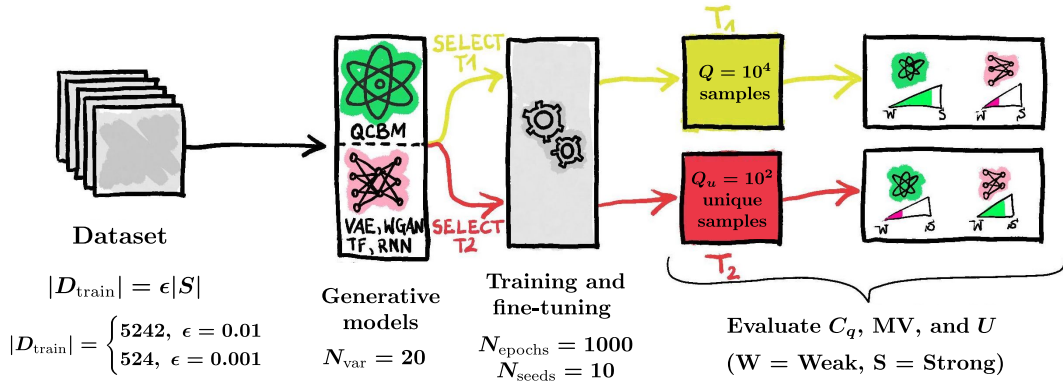 Dataset
|D_train| = ϵ|S|
|D_train| = { 5242, ϵ = 0.01
524, ϵ = 0.001
QCBM
VAE, WGAN
TF, RNN
Generative
models
N_var = 20
SELECT
T1
SELECT
T2
Training and
fine-tuning
N_epochs = 1000
N_seeds = 10
T1
Q = 10^4
samples
Q_u = 10^2
unique
samples
T2
W S W S
W S W S
Evaluate C_q, MV, and U
(W = Weak, S = Strong)